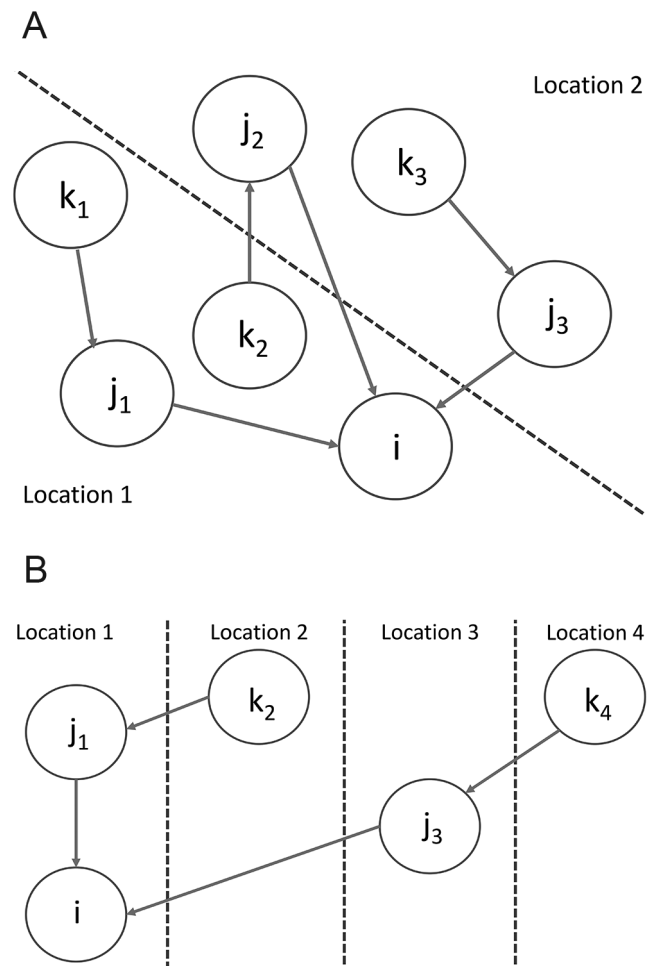 A
Location 2
j2
k3
k1
k2
j3
j1
i
Location 1
B
Location 1
Location 2
Location 3
Location 4
k2
k4
j1
j3
i